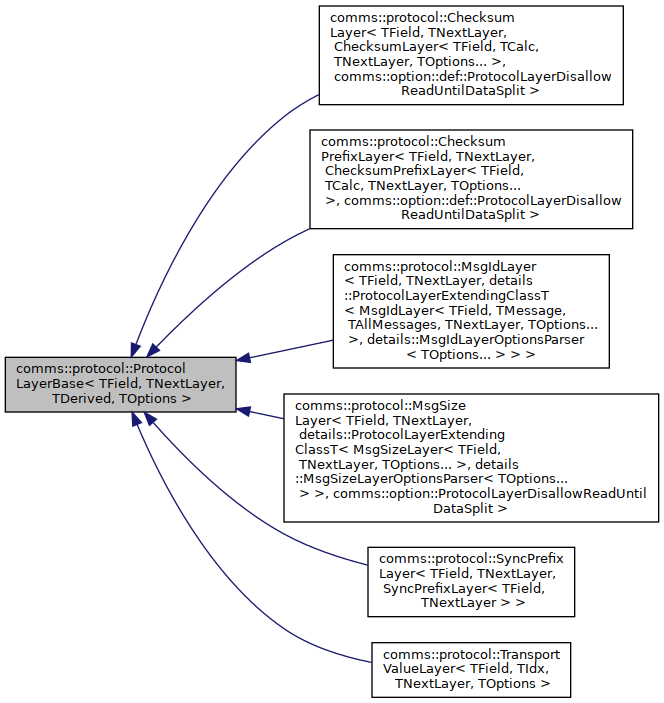 comms::protocol::Checksum
Layer< TField, TNextLayer,
ChecksumLayer< TField, TCalc,
TNextLayer, TOptions... >,
comms::option::def::ProtocolLayerDisallow
ReadUntilDataSplit >
comms::protocol::Checksum
PrefixLayer< TField, TNextLayer,
ChecksumPrefixLayer< TField,
TCalc, TNextLayer, TOptions...
>, comms::option::def::ProtocolLayerDisallow
ReadUntilDataSplit >
comms::protocol::MsgIdLayer
< TField, TNextLayer, details
::ProtocolLayerExtendingClassT
< MsgIdLayer< TField, TMessage,
TAllMessages, TNextLayer, TOptions...
>, details::MsgIdLayerOptionsParser
< TOptions... > > >
comms::protocol::Protocol
LayerBase< TField, TNextLayer,
TDerived, TOptions >
comms::protocol::MsgSize
Layer< TField, TNextLayer,
details::ProtocolLayerExtending
ClassT< MsgSizeLayer< TField,
TNextLayer, TOptions... >, details
::MsgSizeLayerOptionsParser< TOptions...
> >, comms::option::ProtocolLayerDisallowReadUntil
DataSplit >
comms::protocol::SyncPrefix
Layer< TField, TNextLayer,
SyncPrefixLayer< TField,
TNextLayer > >
comms::protocol::Transport
ValueLayer< TField, TIdx,
TNextLayer, TOptions >